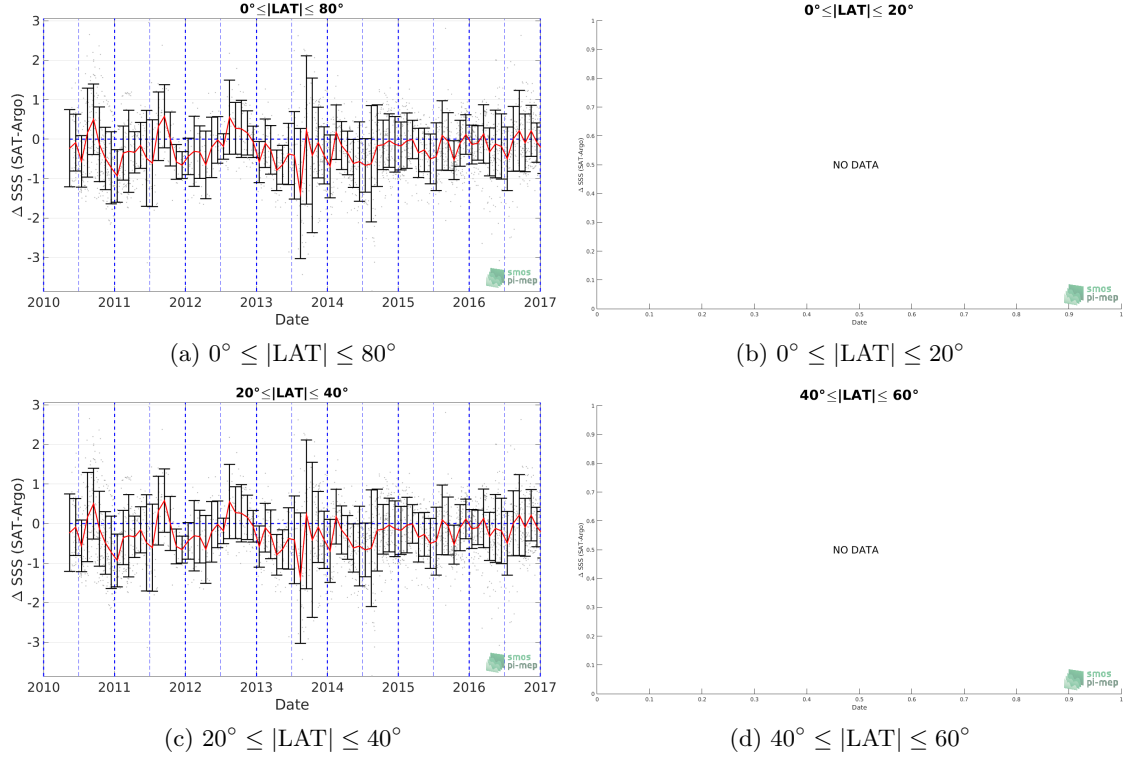 0°≤|LAT|≤ 80°
3
2
1
0
-1
-2
-3
Δ SSS (SAT-Argo)
2010 2011 2012 2013 2014 2015 2016 2017
Date
smos
pi-mep
(a) 0° ≤ |LAT| ≤ 80°
0°≤|LAT|≤ 20°
1
0.9
0.8
0.7
0.6
0.5
0.4
0.3
0.2
0.1
0
Δ SSS (SAT-Argo)
NO DATA
0 0.1 0.2 0.3 0.4 0.5 0.6 0.7 0.8 0.9 1
Date
smos
pi-mep
(b) 0° ≤ |LAT| ≤ 20°
20°≤|LAT|≤ 40°
3
2
1
0
-1
-2
-3
Δ SSS (SAT-Argo)
2010 2011 2012 2013 2014 2015 2016 2017
Date
smos
pi-mep
(c) 20° ≤ |LAT| ≤ 40°
40°≤|LAT|≤ 60°
1
0.9
0.8
0.7
0.6
0.5
0.4
0.3
0.2
0.1
0
Δ SSS (SAT-Argo)
NO DATA
0 0.1 0.2 0.3 0.4 0.5 0.6 0.7 0.8 0.9 1
Date
smos
pi-mep
(d) 40° ≤ |LAT| ≤ 60°